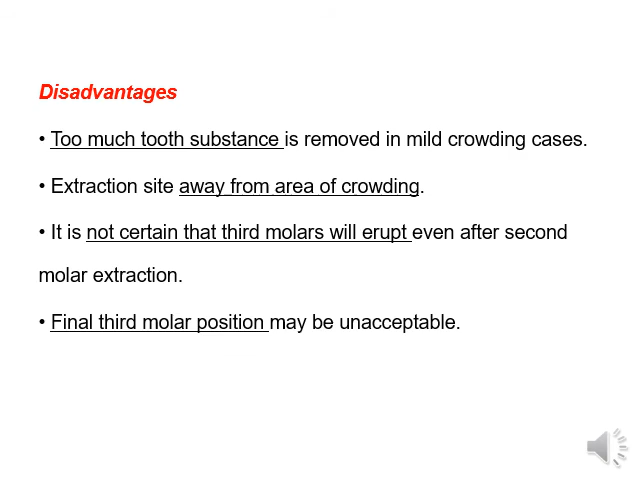 Disadvantages
• Too much tooth substance is removed in mild crowding cases.
• Extraction site away from area of crowding.
• It is not certain that third molars will erupt even after second
molar extraction.
• Final third molar position may be unacceptable.